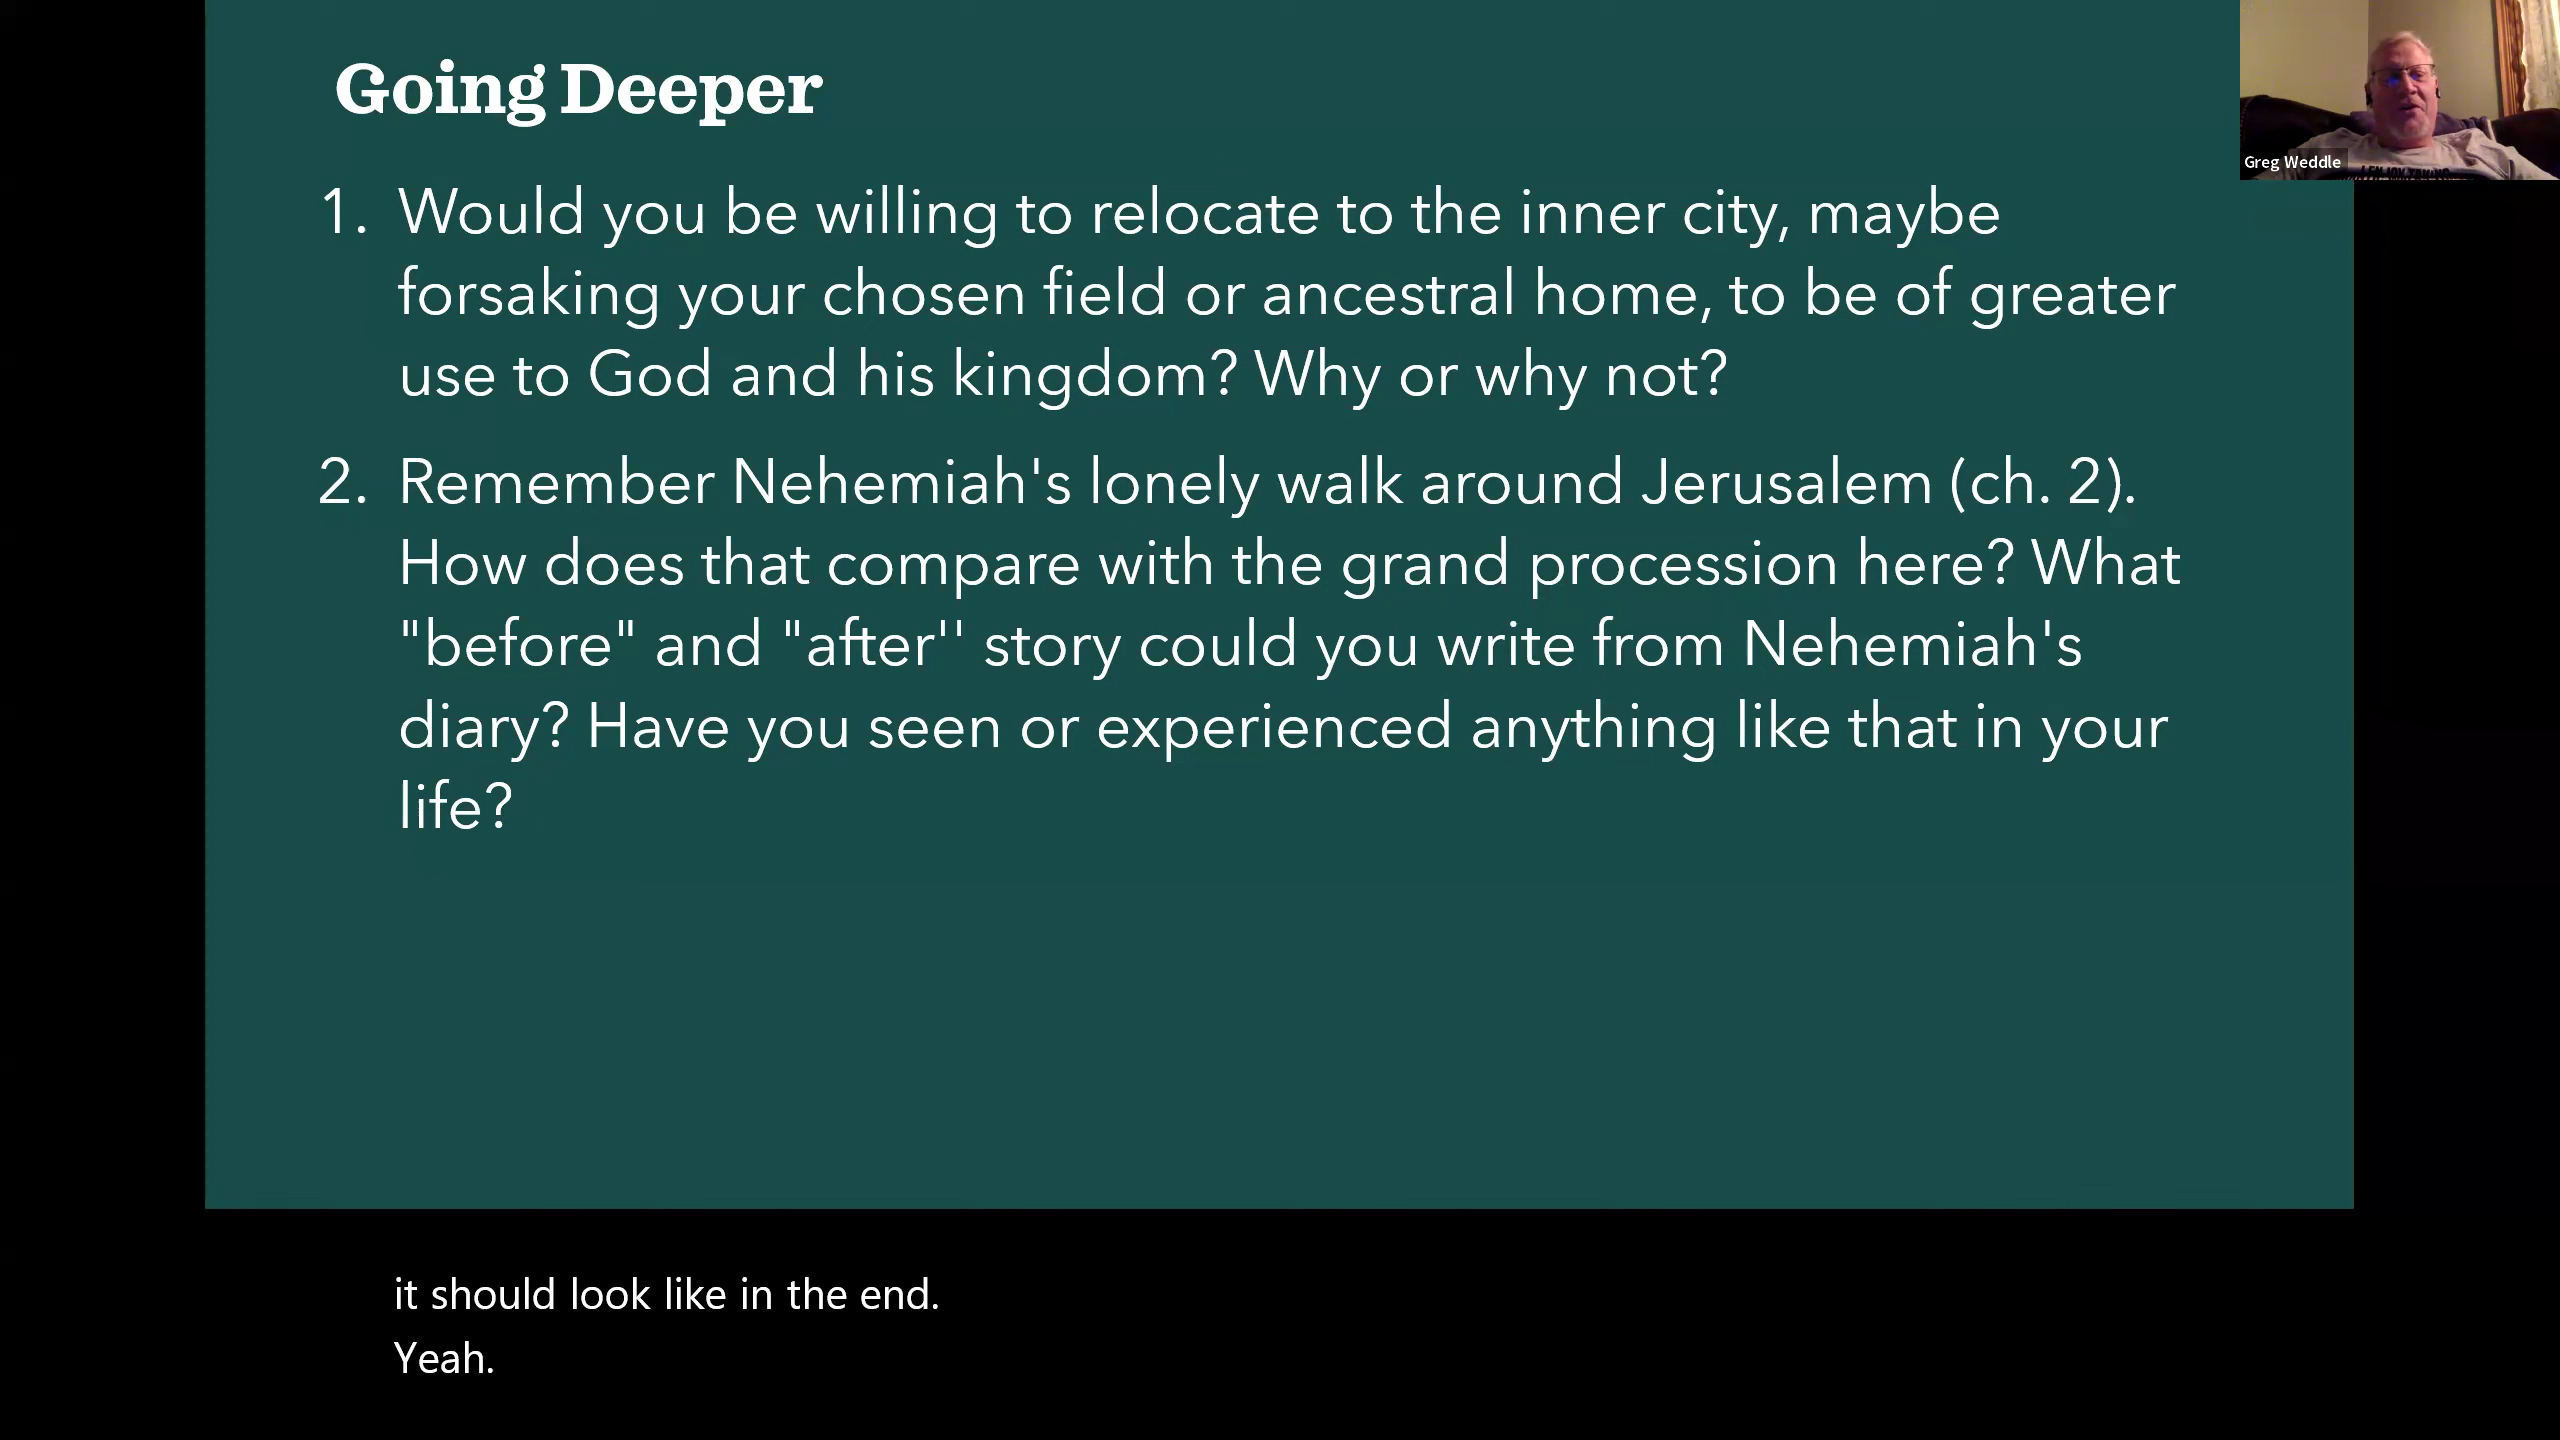 Going Deeper
Greg Weddle
1. Would you be willing to relocate to the inner city, maybe
forsaking your chosen field or ancestral home, to be of greater
use to God and his kingdom? Why or why not?
2. Remember Nehemiah's lonely walk around Jerusalem (ch. 2).
How does that compare with the grand procession here? What
"before" and "after'' story could you write from Nehemiah's
diary? Have you seen or experienced anything like that in your
life?
it should look like in the end.
Yeah.